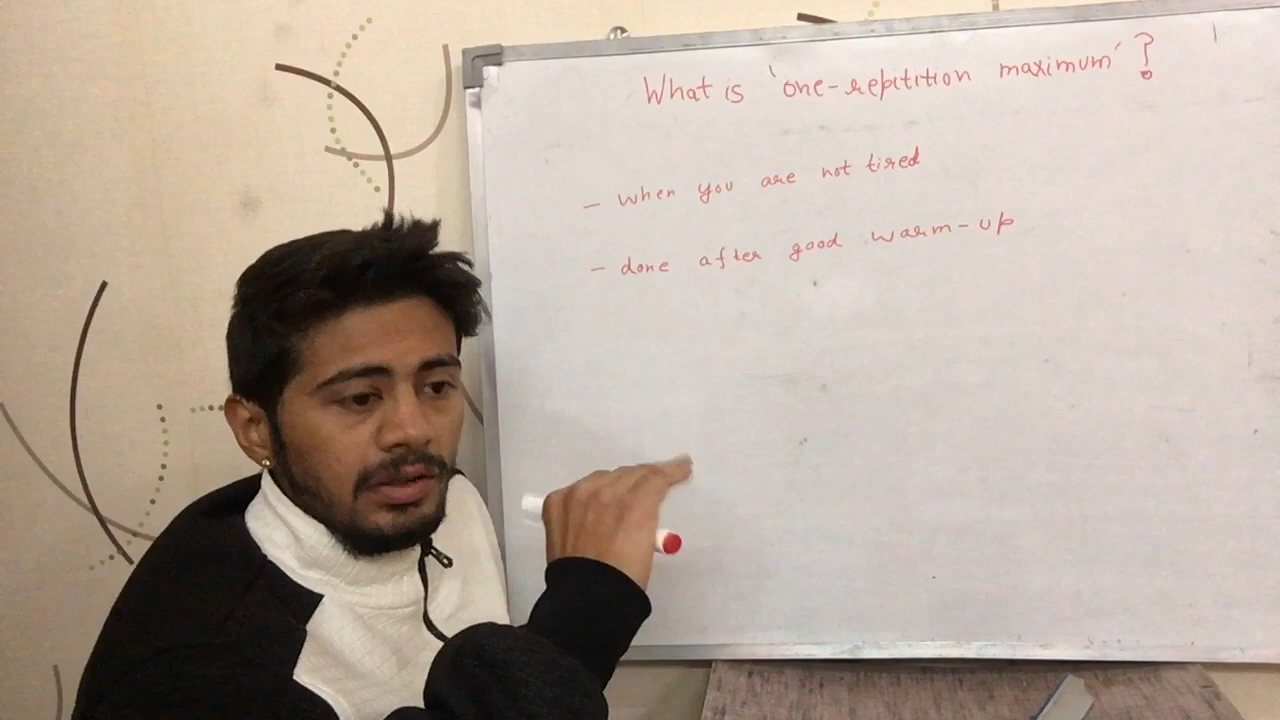 What is 'one-repitition maximum'?
- when you are not tired
- done after good warm-up